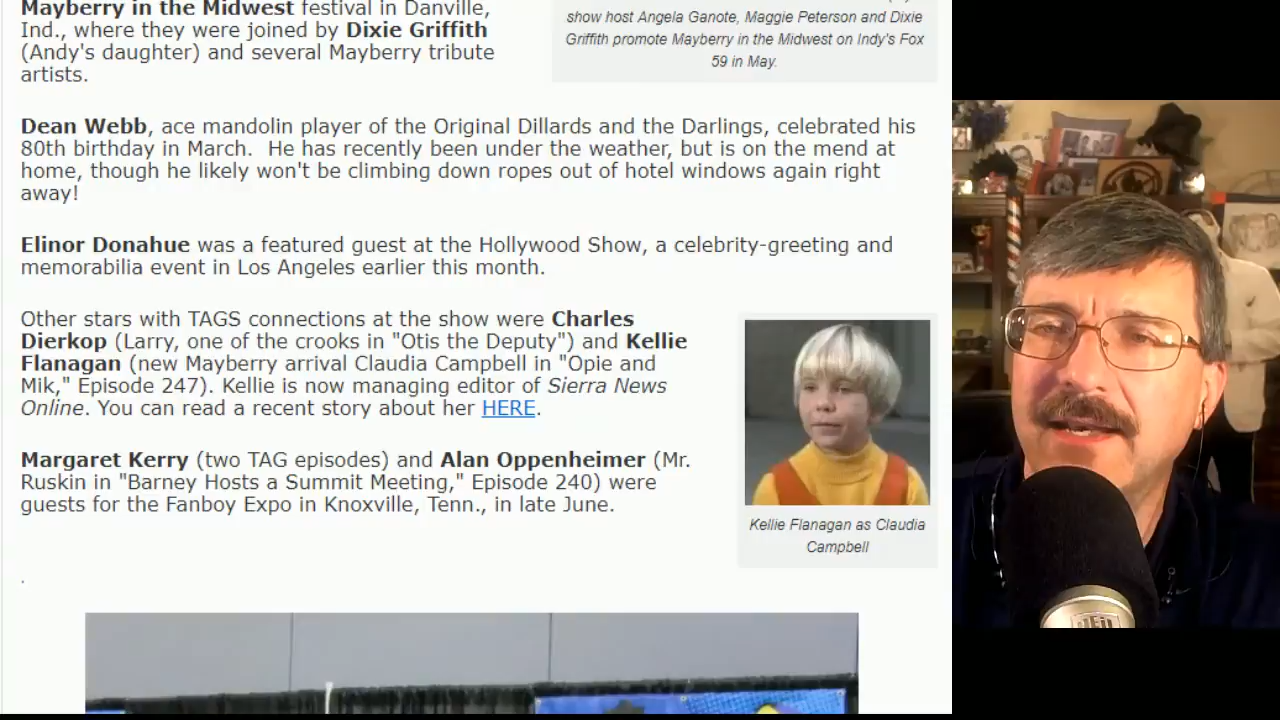 Mayberry in the Midwest festival in Danville,
Ind., where they were joined by Dixie Griffith
(Andy's daughter) and several Mayberry tribute
artists.
show host Angela Ganote, Maggie Peterson and Dixie
Griffith promote Mayberry in the Midwest on Indy's Fox
59 in May.
Dean Webb, ace mandolin player of the Original Dillards and the Darlings, celebrated his
80th birthday in March.  He has recently been under the weather, but is on the mend at
home, though he likely won't be climbing down ropes out of hotel windows again right
away!
Elinor Donahue was a featured guest at the Hollywood Show, a celebrity-greeting and
memorabilia event in Los Angeles earlier this month.
Other stars with TAGS connections at the show were Charles
Dierkop (Larry, one of the crooks in "Otis the Deputy") and Kellie
Flanagan (new Mayberry arrival Claudia Campbell in "Opie and
Mik," Episode 247). Kellie is now managing editor of Sierra News
Online. You can read a recent story about her HERE.
Margaret Kerry (two TAG episodes) and Alan Oppenheimer (Mr.
Ruskin in "Barney Hosts a Summit Meeting," Episode 240) were
guests for the Fanboy Expo in Knoxville, Tenn., in late June.
Kellie Flanagan as Claudia
Campbell
.